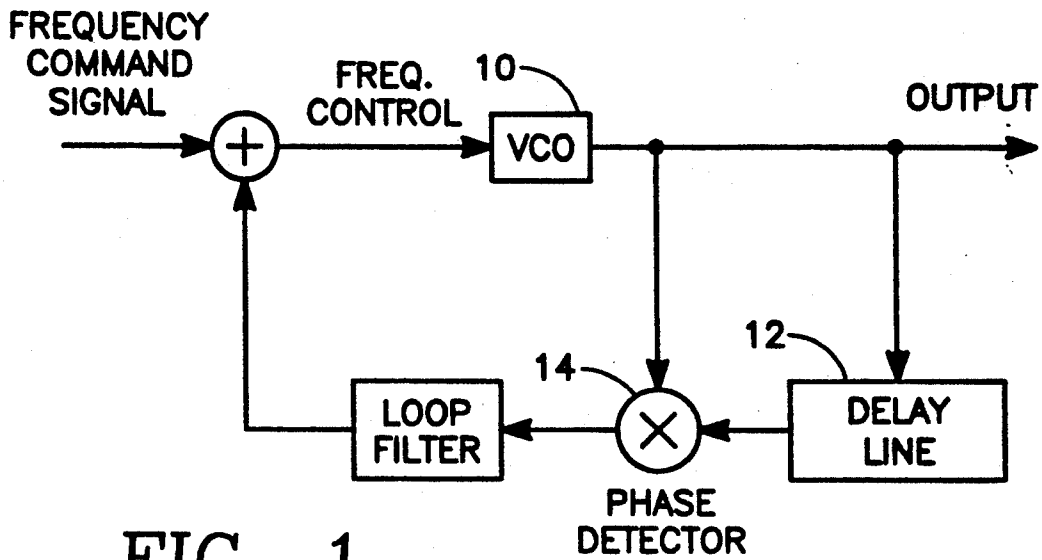 FREQUENCY
COMMAND
SIGNAL
FREQ.
CONTROL
10
VCO
OUTPUT
12
14
LOOP
FILTER
DELAY
LINE
PHASE
DETECTOR
FIG. 1